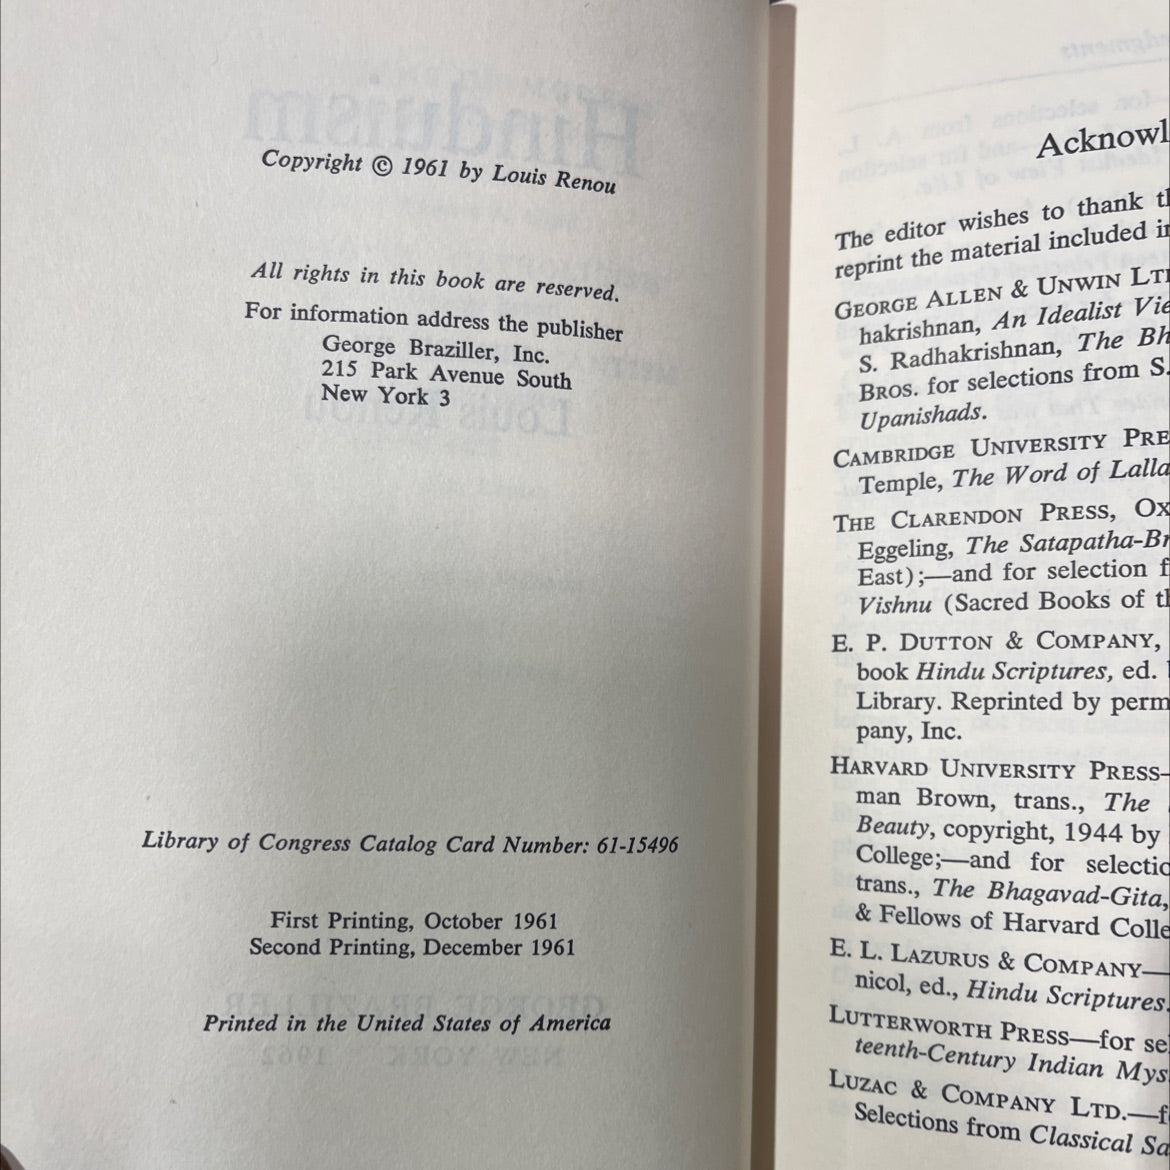 Copyright © 1961 by Louis Renou
All rights in this book are reserved.
For information address the publisher
George Braziller, Inc.
215 Park Avenue South
New York 3
Library of Congress Catalog Card Number: 61-15496
First Printing, October 1961
Second Printing, December 1961
Printed in the United States of America
Acknowl
The editor wishes to thank th
reprint the material included in
GEORGE ALLEN & UNWIN LTD
hakrishnan, An Idealist Vie
S. Radhakrishnan, The Bh
BROS. for selections from S.
Upanishads.
CAMBRIDGE UNIVERSITY PRE
Temple, The Word of Lalla
THE CLARENDON PRESS, Ox
Eggeling, The Satapatha-Br
East);—and for selection f
Vishnu (Sacred Books of th
E. P. DUTTON & COMPANY,
book Hindu Scriptures, ed.
Library. Reprinted by perm
pany, Inc.
HARVARD UNIVERSITY PRESS—
man Brown, trans., The
Beauty, copyright, 1944 by
College;—and for selectio
trans., The Bhagavad-Gita,
& Fellows of Harvard Colle
E. L. LAZURUS & COMPANY—
nicol, ed., Hindu Scriptures.
LUTTERWORTH PRESS—for se
teenth-Century Indian Mys
LUZAC & COMPANY LTD.—f
Selections from Classical Sa